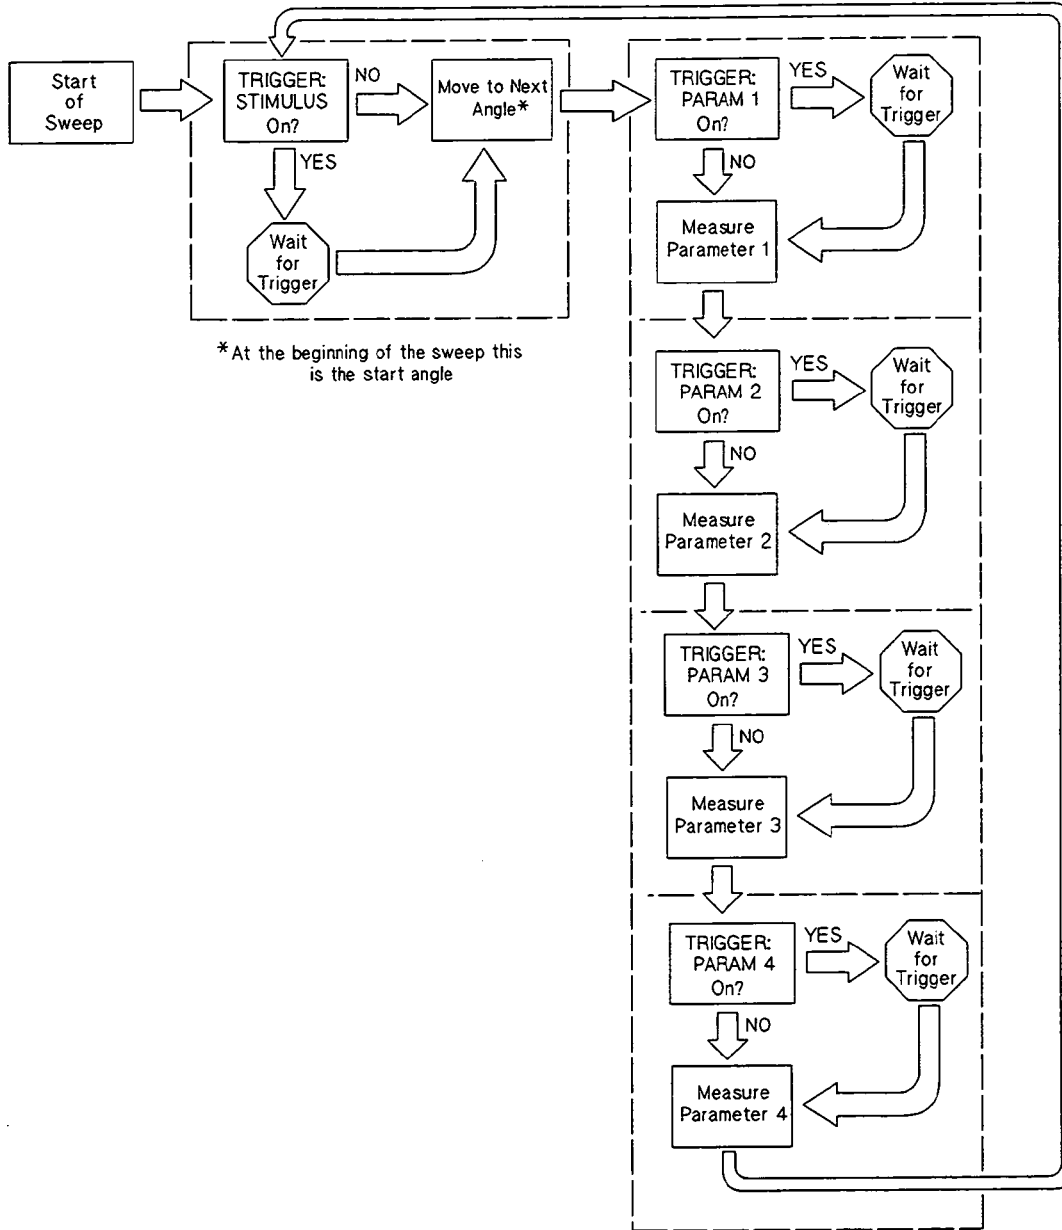 Start
of
Sweep
TRIGGER:
STIMULUS
On?
NO
Move to Next
Angle*
YES
Wait
for
Trigger
*At the beginning of the sweep this
is the start angle
TRIGGER:
PARAM 1
On?
YES
Wait
for
Trigger
NO
Measure
Parameter 1
TRIGGER:
PARAM 2
On?
YES
Wait
for
Trigger
NO
Measure
Parameter 2
TRIGGER:
PARAM 3
On?
YES
Wait
for
Trigger
NO
Measure
Parameter 3
TRIGGER:
PARAM 4
On?
YES
Wait
for
Trigger
NO
Measure
Parameter 4